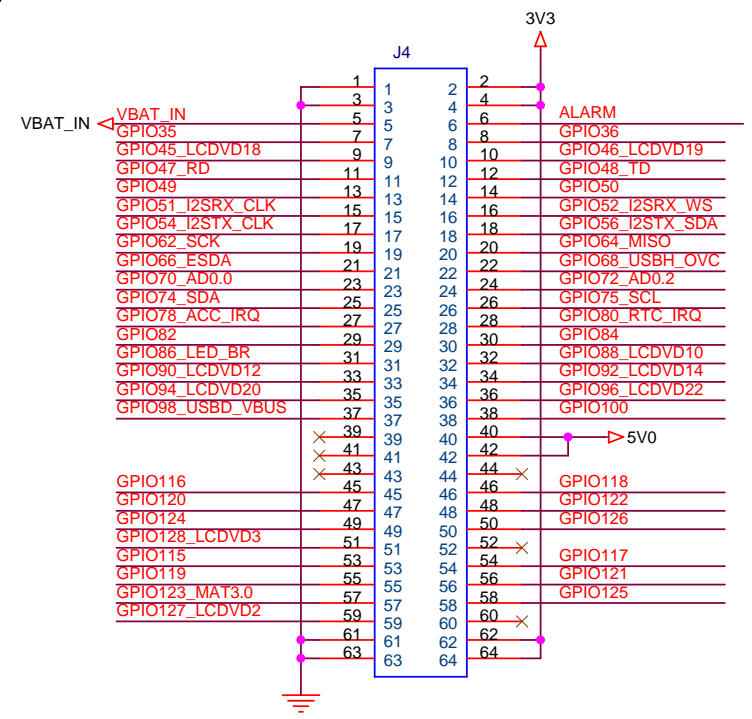 3V3
J4
1 1 2 2
3 3 4 4
VBAT_IN VBAT_IN 5 5 6 6 ALARM
GPIO35 7 7 8 8 GPIO36
GPIO45_LCDVD18 9 9 10 10 GPIO46_LCDVD19
GPIO47_RD 11 11 12 12 GPIO48_TD
GPIO49 13 13 14 14 GPIO50
GPIO51_I2SRX_CLK 15 15 16 16 GPIO52_I2SRX_WS
GPIO54_I2STX_CLK 17 17 18 18 GPIO56_I2STX_SDA
GPIO62_SCK 19 19 20 20 GPIO64_MISO
GPIO66_ESDA 21 21 22 22 GPIO68_USBH_OVC
GPIO70_AD0.0 23 23 24 24 GPIO72_AD0.2
GPIO74_SDA 25 25 26 26 GPIO75_SCL
GPIO78_ACC_IRQ 27 27 28 28 GPIO80_RTC_IRQ
GPIO82 29 29 30 30 GPIO84
GPIO86_LED_BR 31 31 32 32 GPIO88_LCDVD10
GPIO90_LCDVD12 33 33 34 34 GPIO92_LCDVD14
GPIO94_LCDVD20 35 35 36 36 GPIO96_LCDVD22
GPIO98_USBD_VBUS 37 37 38 38 GPIO100
39 39 40 40 5V0
41 41 42 42
43 43 44 44
GPIO116 45 45 46 46 GPIO118
GPIO120 47 47 48 48 GPIO122
GPIO124 49 49 50 50 GPIO126
GPIO128_LCDVD3 51 51 52 52
GPIO115 53 53 54 54 GPIO117
GPIO119 55 55 56 56 GPIO121
GPIO123_MAT3.0 57 57 58 58 GPIO125
GPIO127_LCDVD2 59 59 60 60
61 61 62 62
63 63 64 64